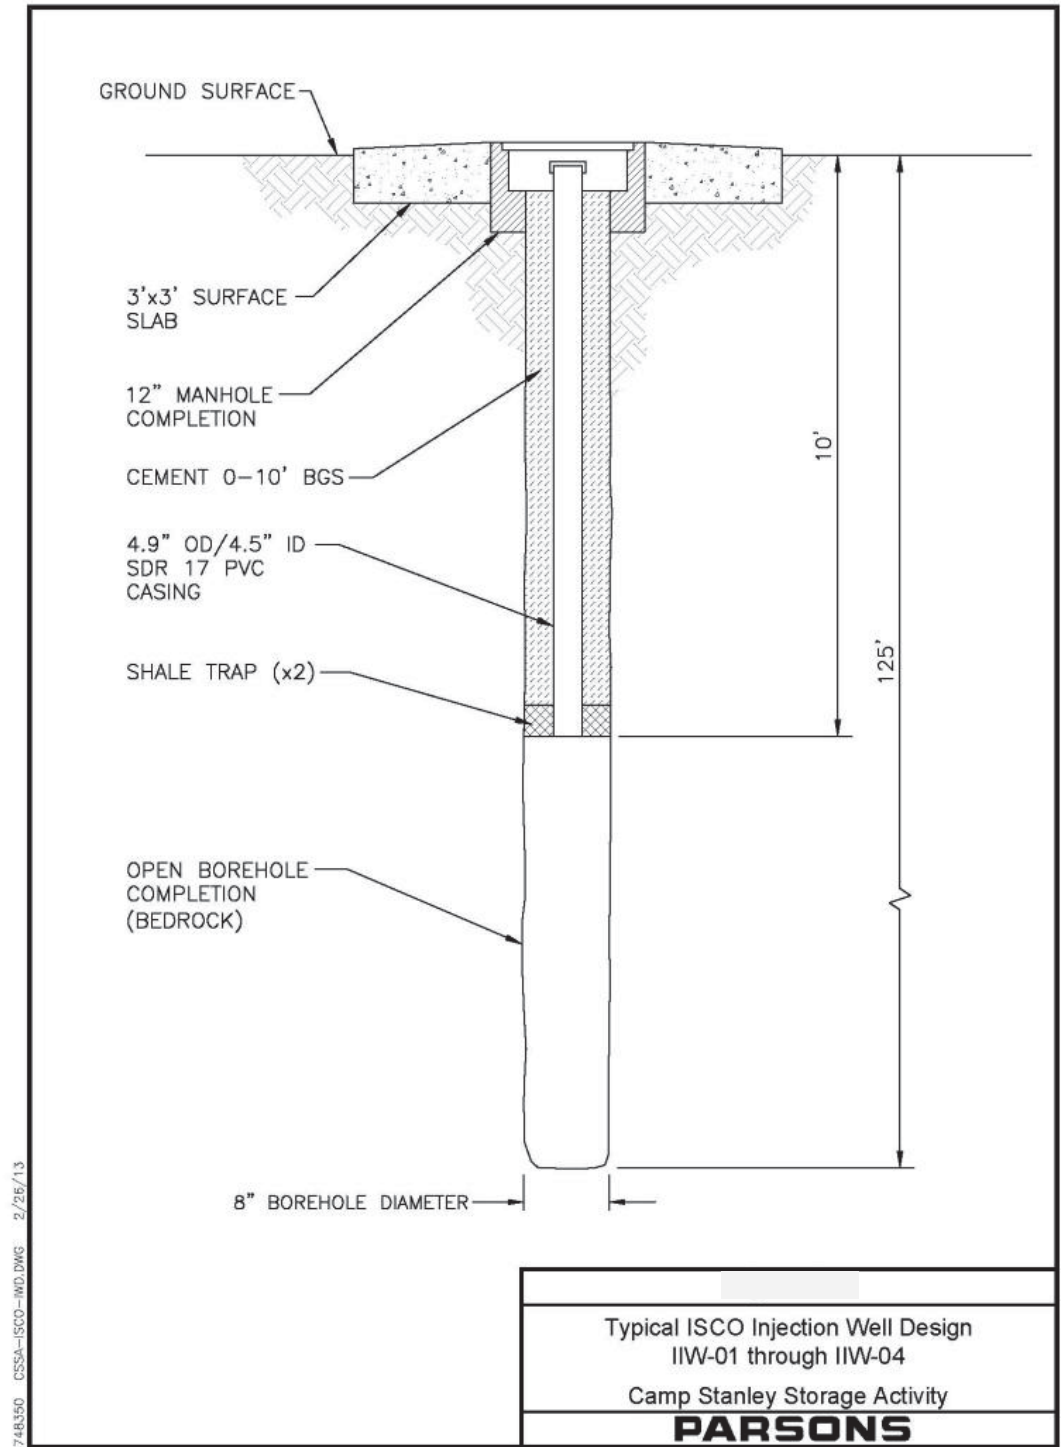 GROUND SURFACE
3'x3' SURFACE
SLAB
12" MANHOLE
COMPLETION
CEMENT 0-10' BGS
4.9" OD/4.5" ID
SDR 17 PVC
CASING
SHALE TRAP (x2)
OPEN BOREHOLE
COMPLETION
(BEDROCK)
10'
125'
8" BOREHOLE DIAMETER
748350 CSSA-ISCO-IWD.DWG 2/26/13
Typical ISCO Injection Well Design
IIW-01 through IIW-04
Camp Stanley Storage Activity
PARSONS